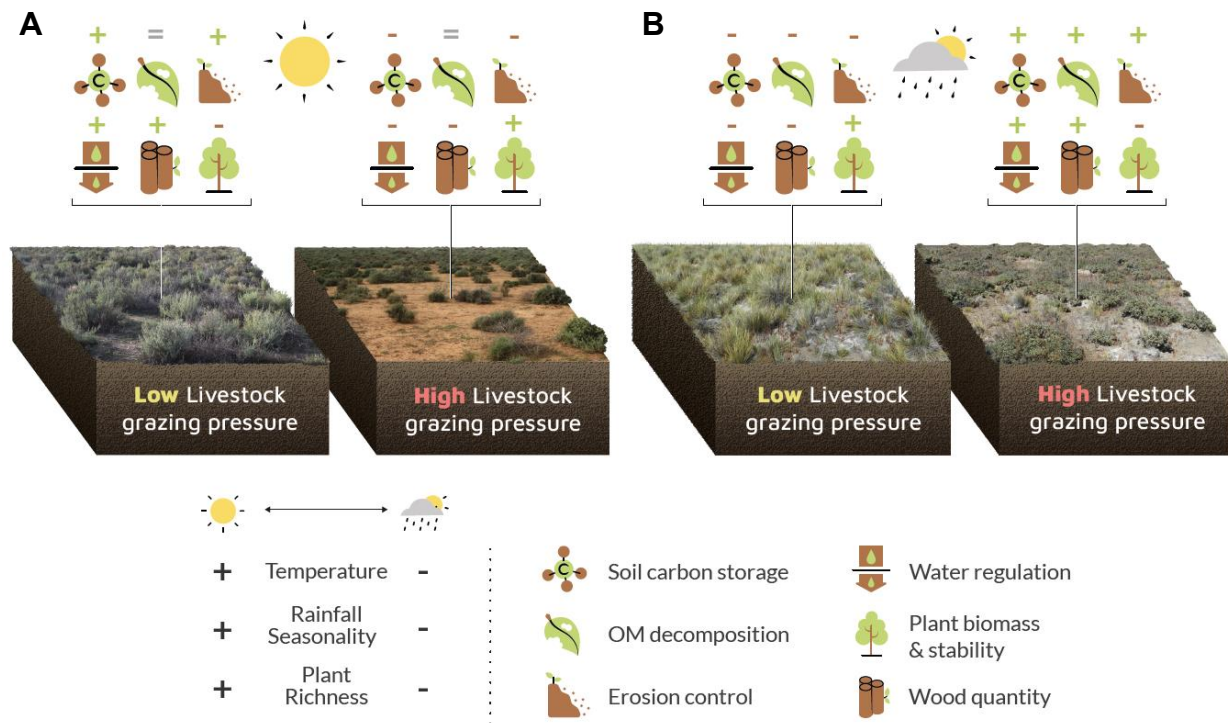 A
B
+ = +
- = -
- - -
+ + +
C
C
C
C
+ + -
- - +
- - +
+ + -
Low Livestock
grazing pressure
High Livestock
grazing pressure
Low Livestock
grazing pressure
High Livestock
grazing pressure
+ Temperature -
+ Rainfall
Seasonality -
+ Plant
Richness -
C
Soil carbon storage
OM decomposition
Erosion control
Water regulation
Plant biomass
& stability
Wood quantity